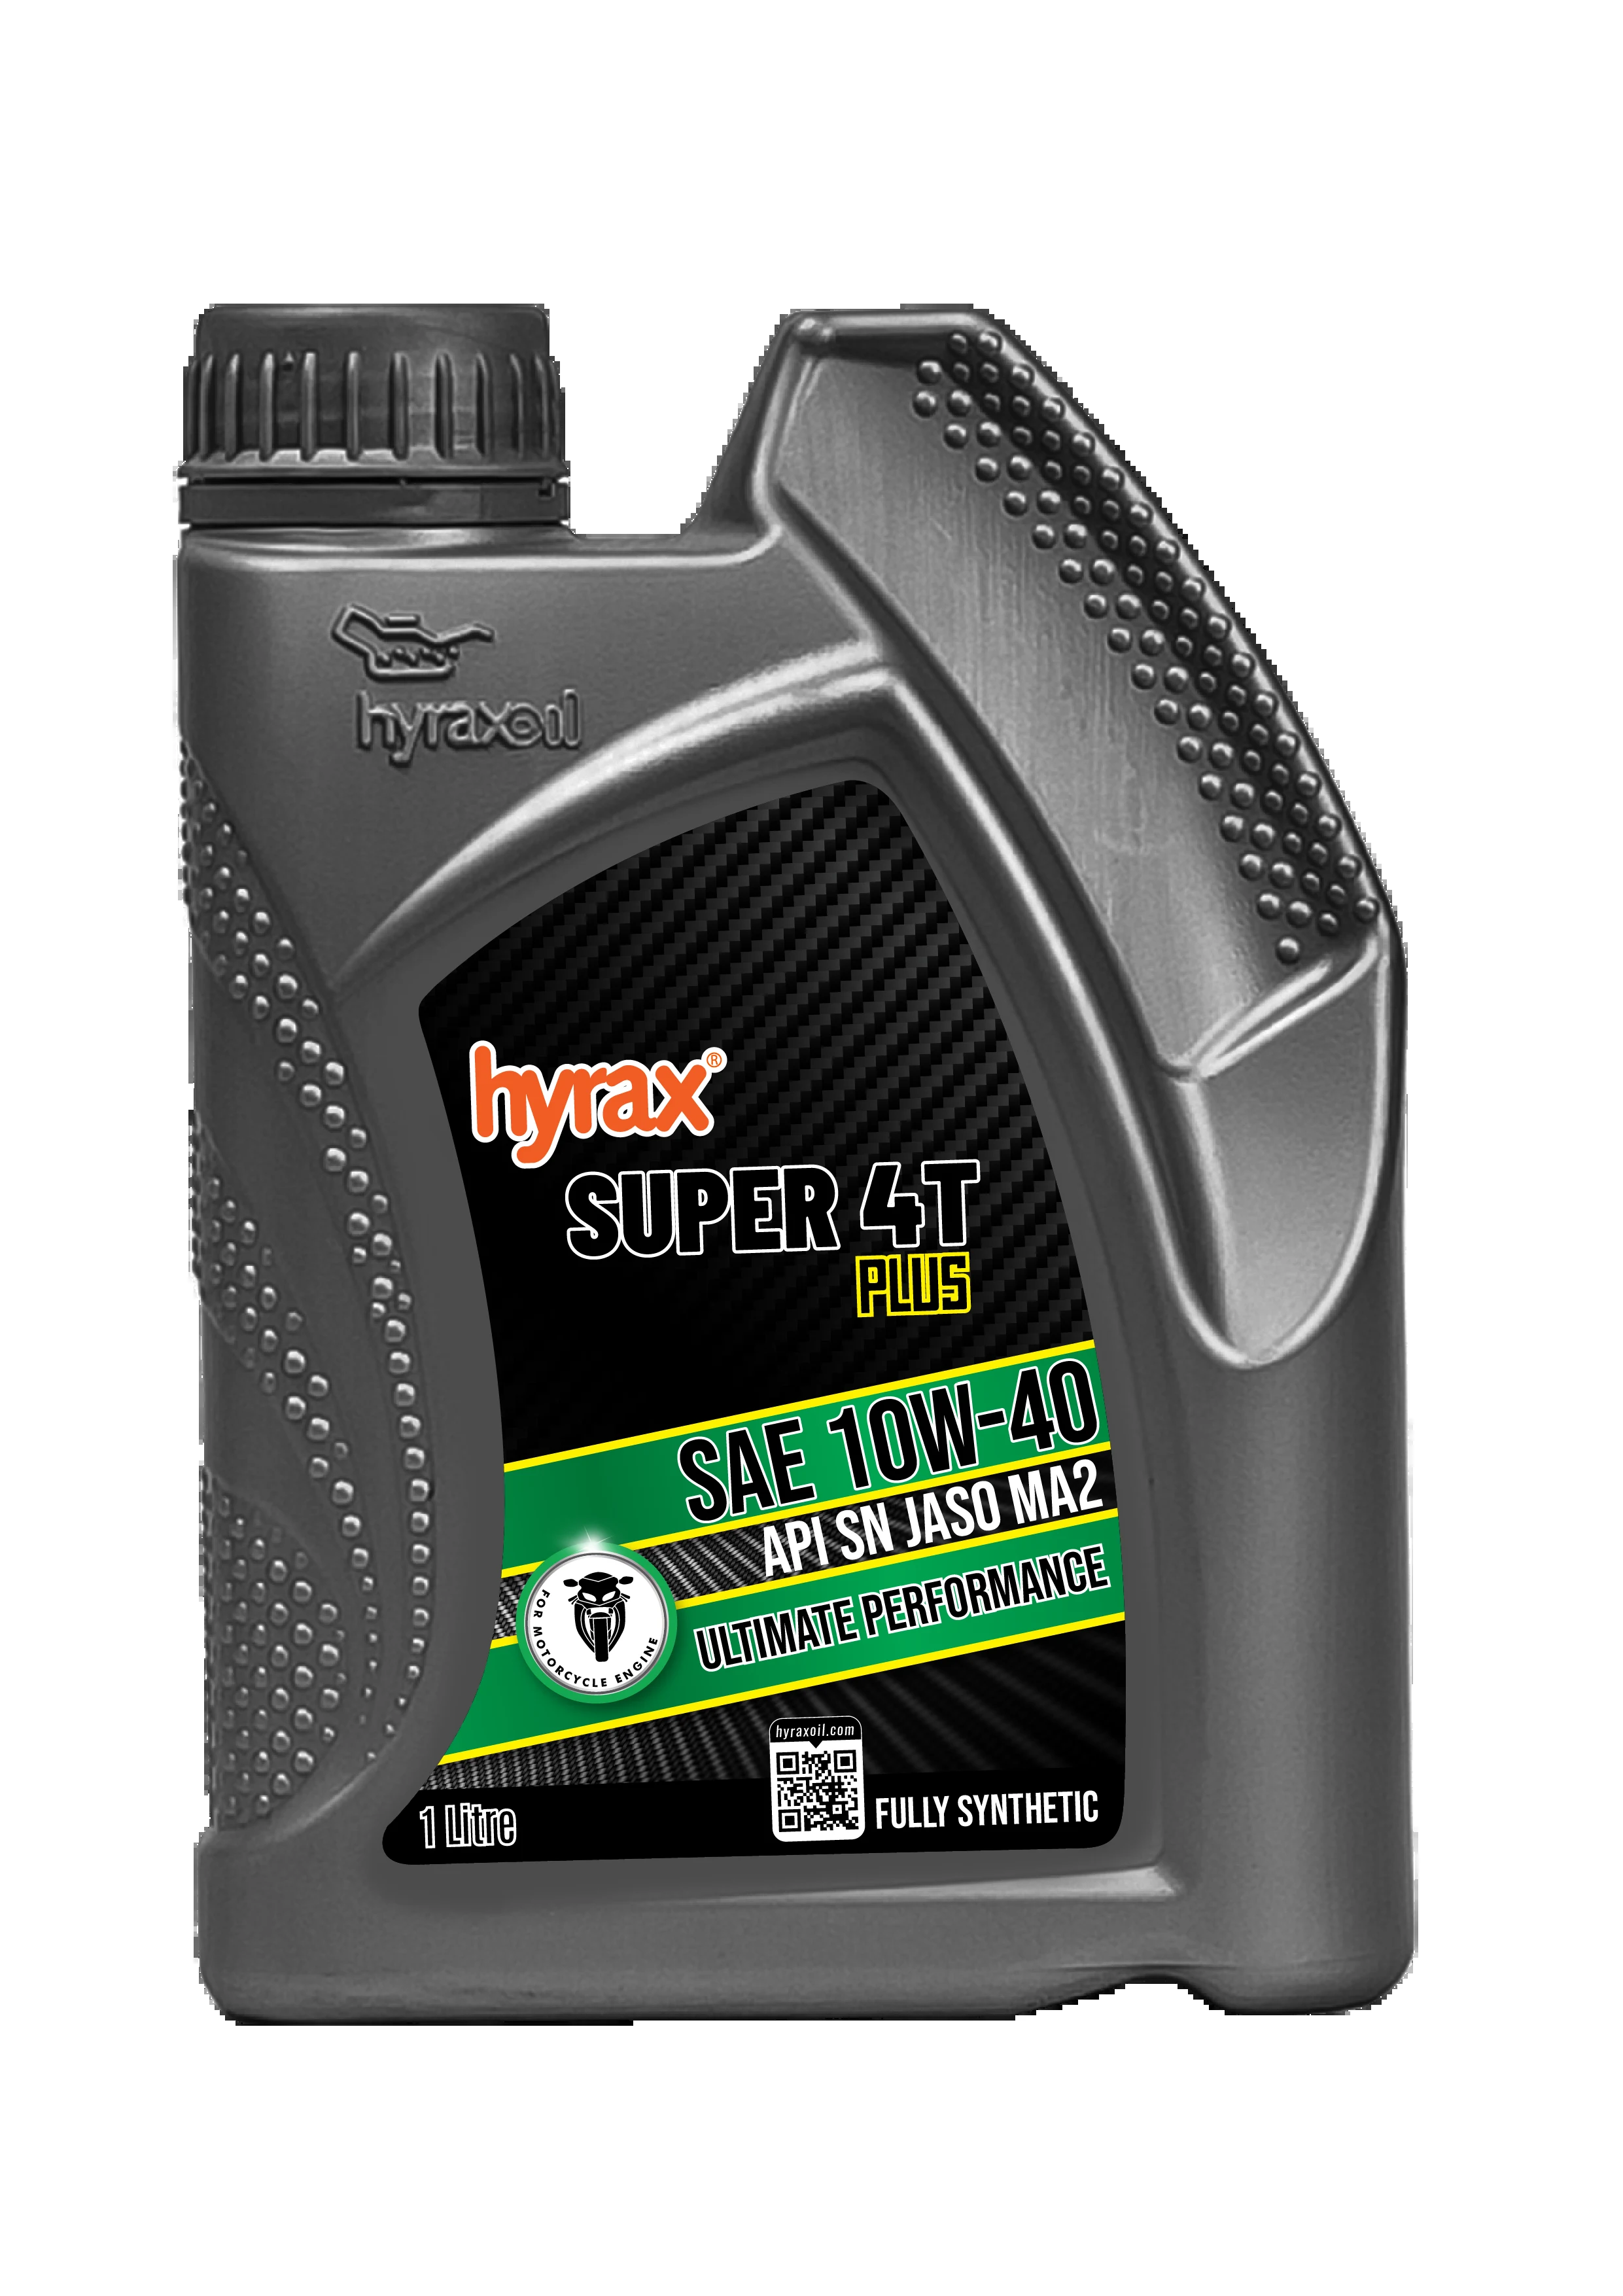 hyraxoil
hyrax®
SUPER 4T
PLUS
SAE 10W-40
API SN JASO MA2
ULTIMATE PERFORMANCE
FOR MOTORCYCLE ENGINE
hyraxoil.com
1 Litre
FULLY SYNTHETIC